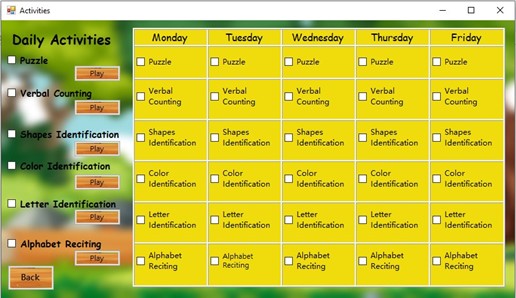 Activities
Daily Activities
Puzzle
Play
Verbal Counting
Play
Shapes Identification
Play
Color Identification
Play
Letter Identification
Play
Alphabet Reciting
Play
Back
Monday Tuesday Wednesday Thursday Friday
Puzzle Puzzle Puzzle Puzzle Puzzle
Verbal Verbal Verbal Verbal Verbal
Counting Counting Counting Counting Counting
Shapes Shapes Shapes Shapes Shapes
Identification Identification Identification Identification Identification
Color Color Color Color Color
Identification Identification Identification Identification Identification
Letter Letter Letter Letter Letter
Identification Identification Identification Identification Identification
Alphabet Alphabet Alphabet Alphabet Alphabet
Reciting Reciting Reciting Reciting Reciting